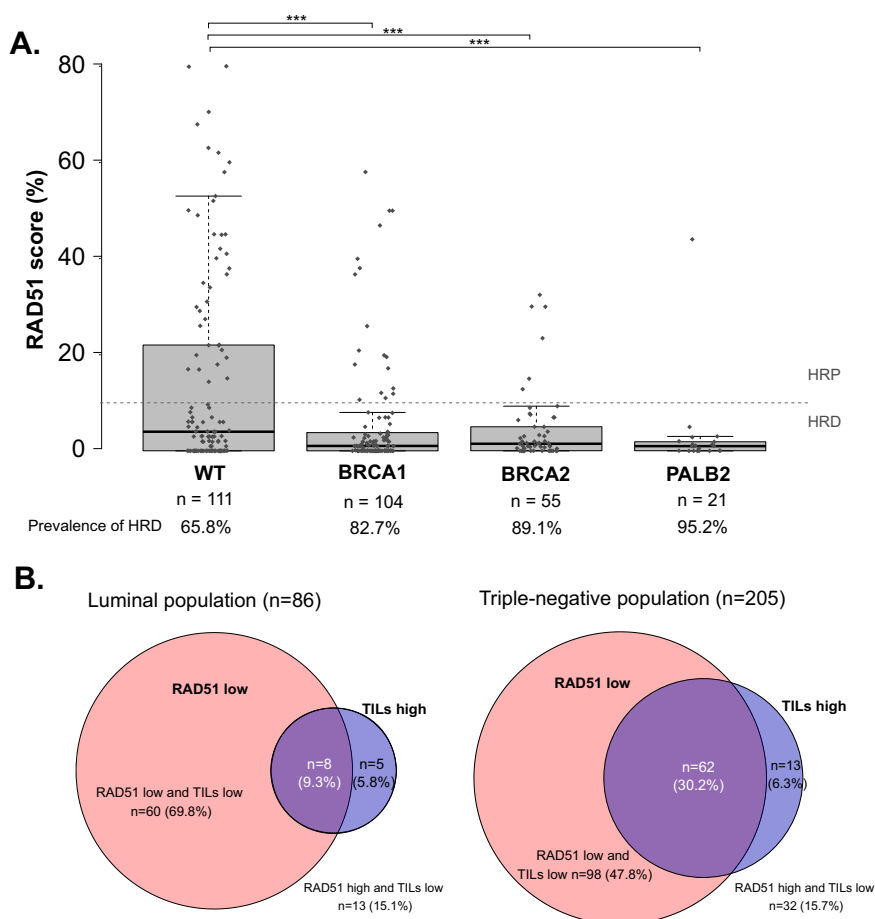 A.
***
***
***
RAD51 score (%)
80
60
40
20
0
HRP
HRD
WT BRCA1 BRCA2 PALB2
n = 111 n = 104 n = 55 n = 21
Prevalence of HRD 65.8% 82.7% 89.1% 95.2%
B.
Luminal population (n=86)
RAD51 low
TILs high
n=8
(9.3%)
n=5
(5.8%)
RAD51 low and TILs low
n=60 (69.8%)
RAD51 high and TILs low
n=13 (15.1%)
Triple-negative population (n=205)
RAD51 low
TILs high
n=62
(30.2%)
n=13
(6.3%)
RAD51 low and
TILs low n=98 (47.8%)
RAD51 high and TILs low
n=32 (15.7%)